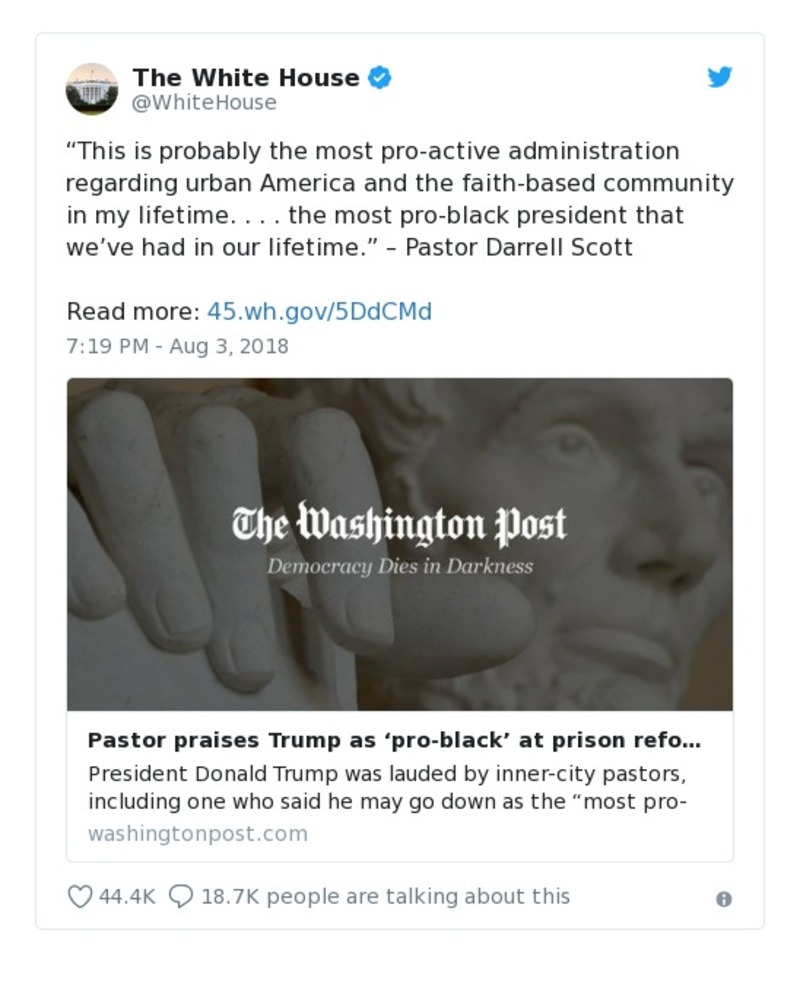 The White House
@WhiteHouse
“This is probably the most pro-active administration
regarding urban America and the faith-based community
in my lifetime. . . . the most pro-black president that
we’ve had in our lifetime.” – Pastor Darrell Scott
Read more: 45.wh.gov/5DdCMd
7:19 PM - Aug 3, 2018
The Washington Post
Democracy Dies in Darkness
Pastor praises Trump as ‘pro-black’ at prison refo...
President Donald Trump was lauded by inner-city pastors,
including one who said he may go down as the “most pro-
washingtonpost.com
44.4K 18.7K people are talking about this